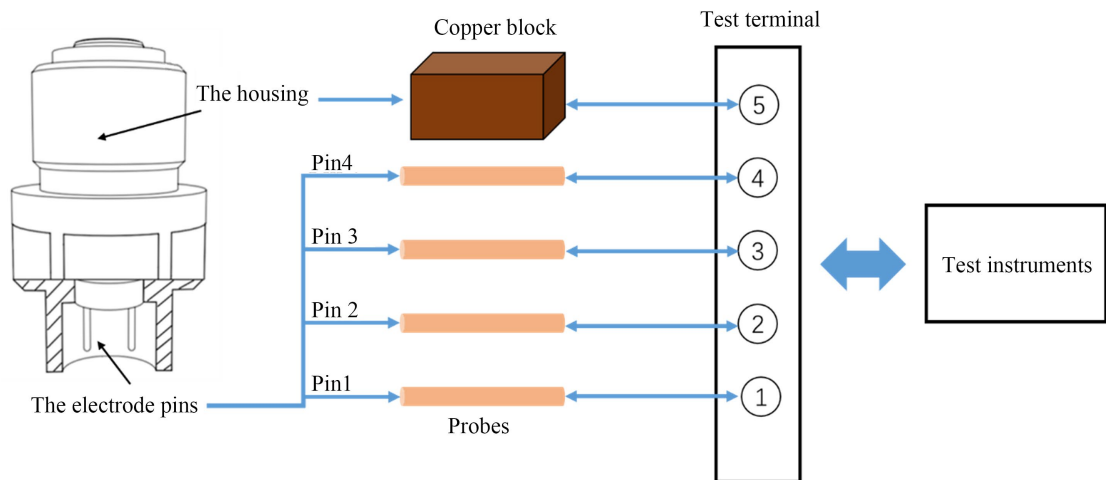 Test terminal
Copper block
The housing
5
Pin4
4
Pin 3
3
Test instruments
Pin 2
2
Pin1
1
The electrode pins
Probes